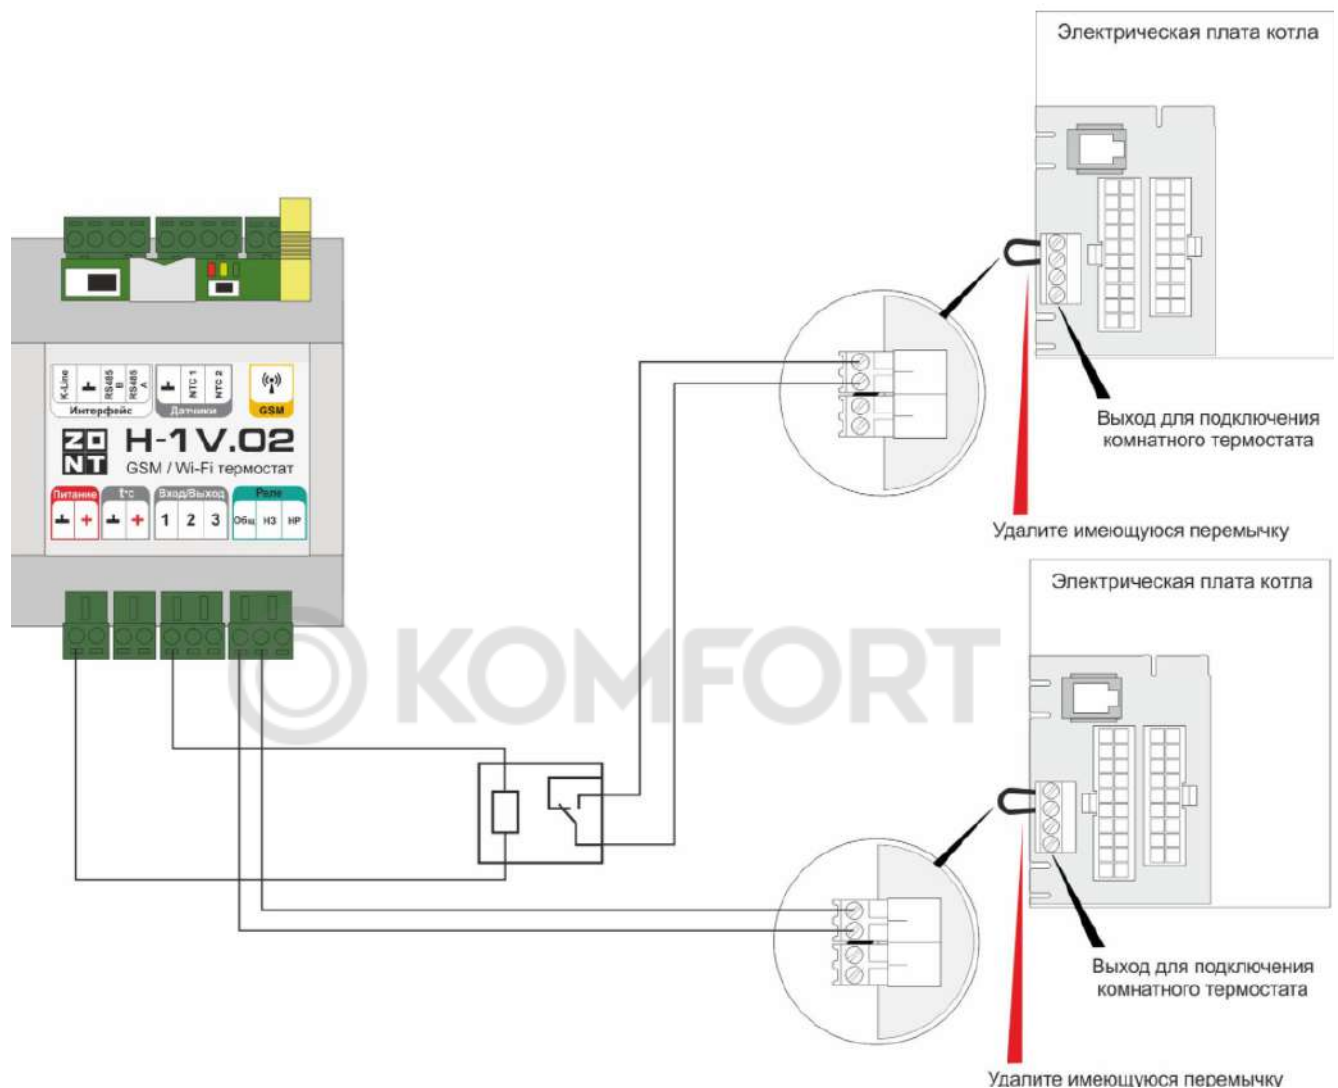 Электрическая плата котла
Выход для подключения
комнатного термостата
Удалите имеющуюся перемычку
K-Line
RS485 B
RS485 A
NTC 1
NTC 2
Интерфейс
Датчики
GSM
ZONT
H-1V.02
GSM / Wi-Fi термостат
Питание
t°C
Вход/Выход
Реле
+
+
1 2 3
Общ НЗ НР
KOMFORT
Электрическая плата котла
Выход для подключения
комнатного термостата
Удалите имеющуюся перемычку